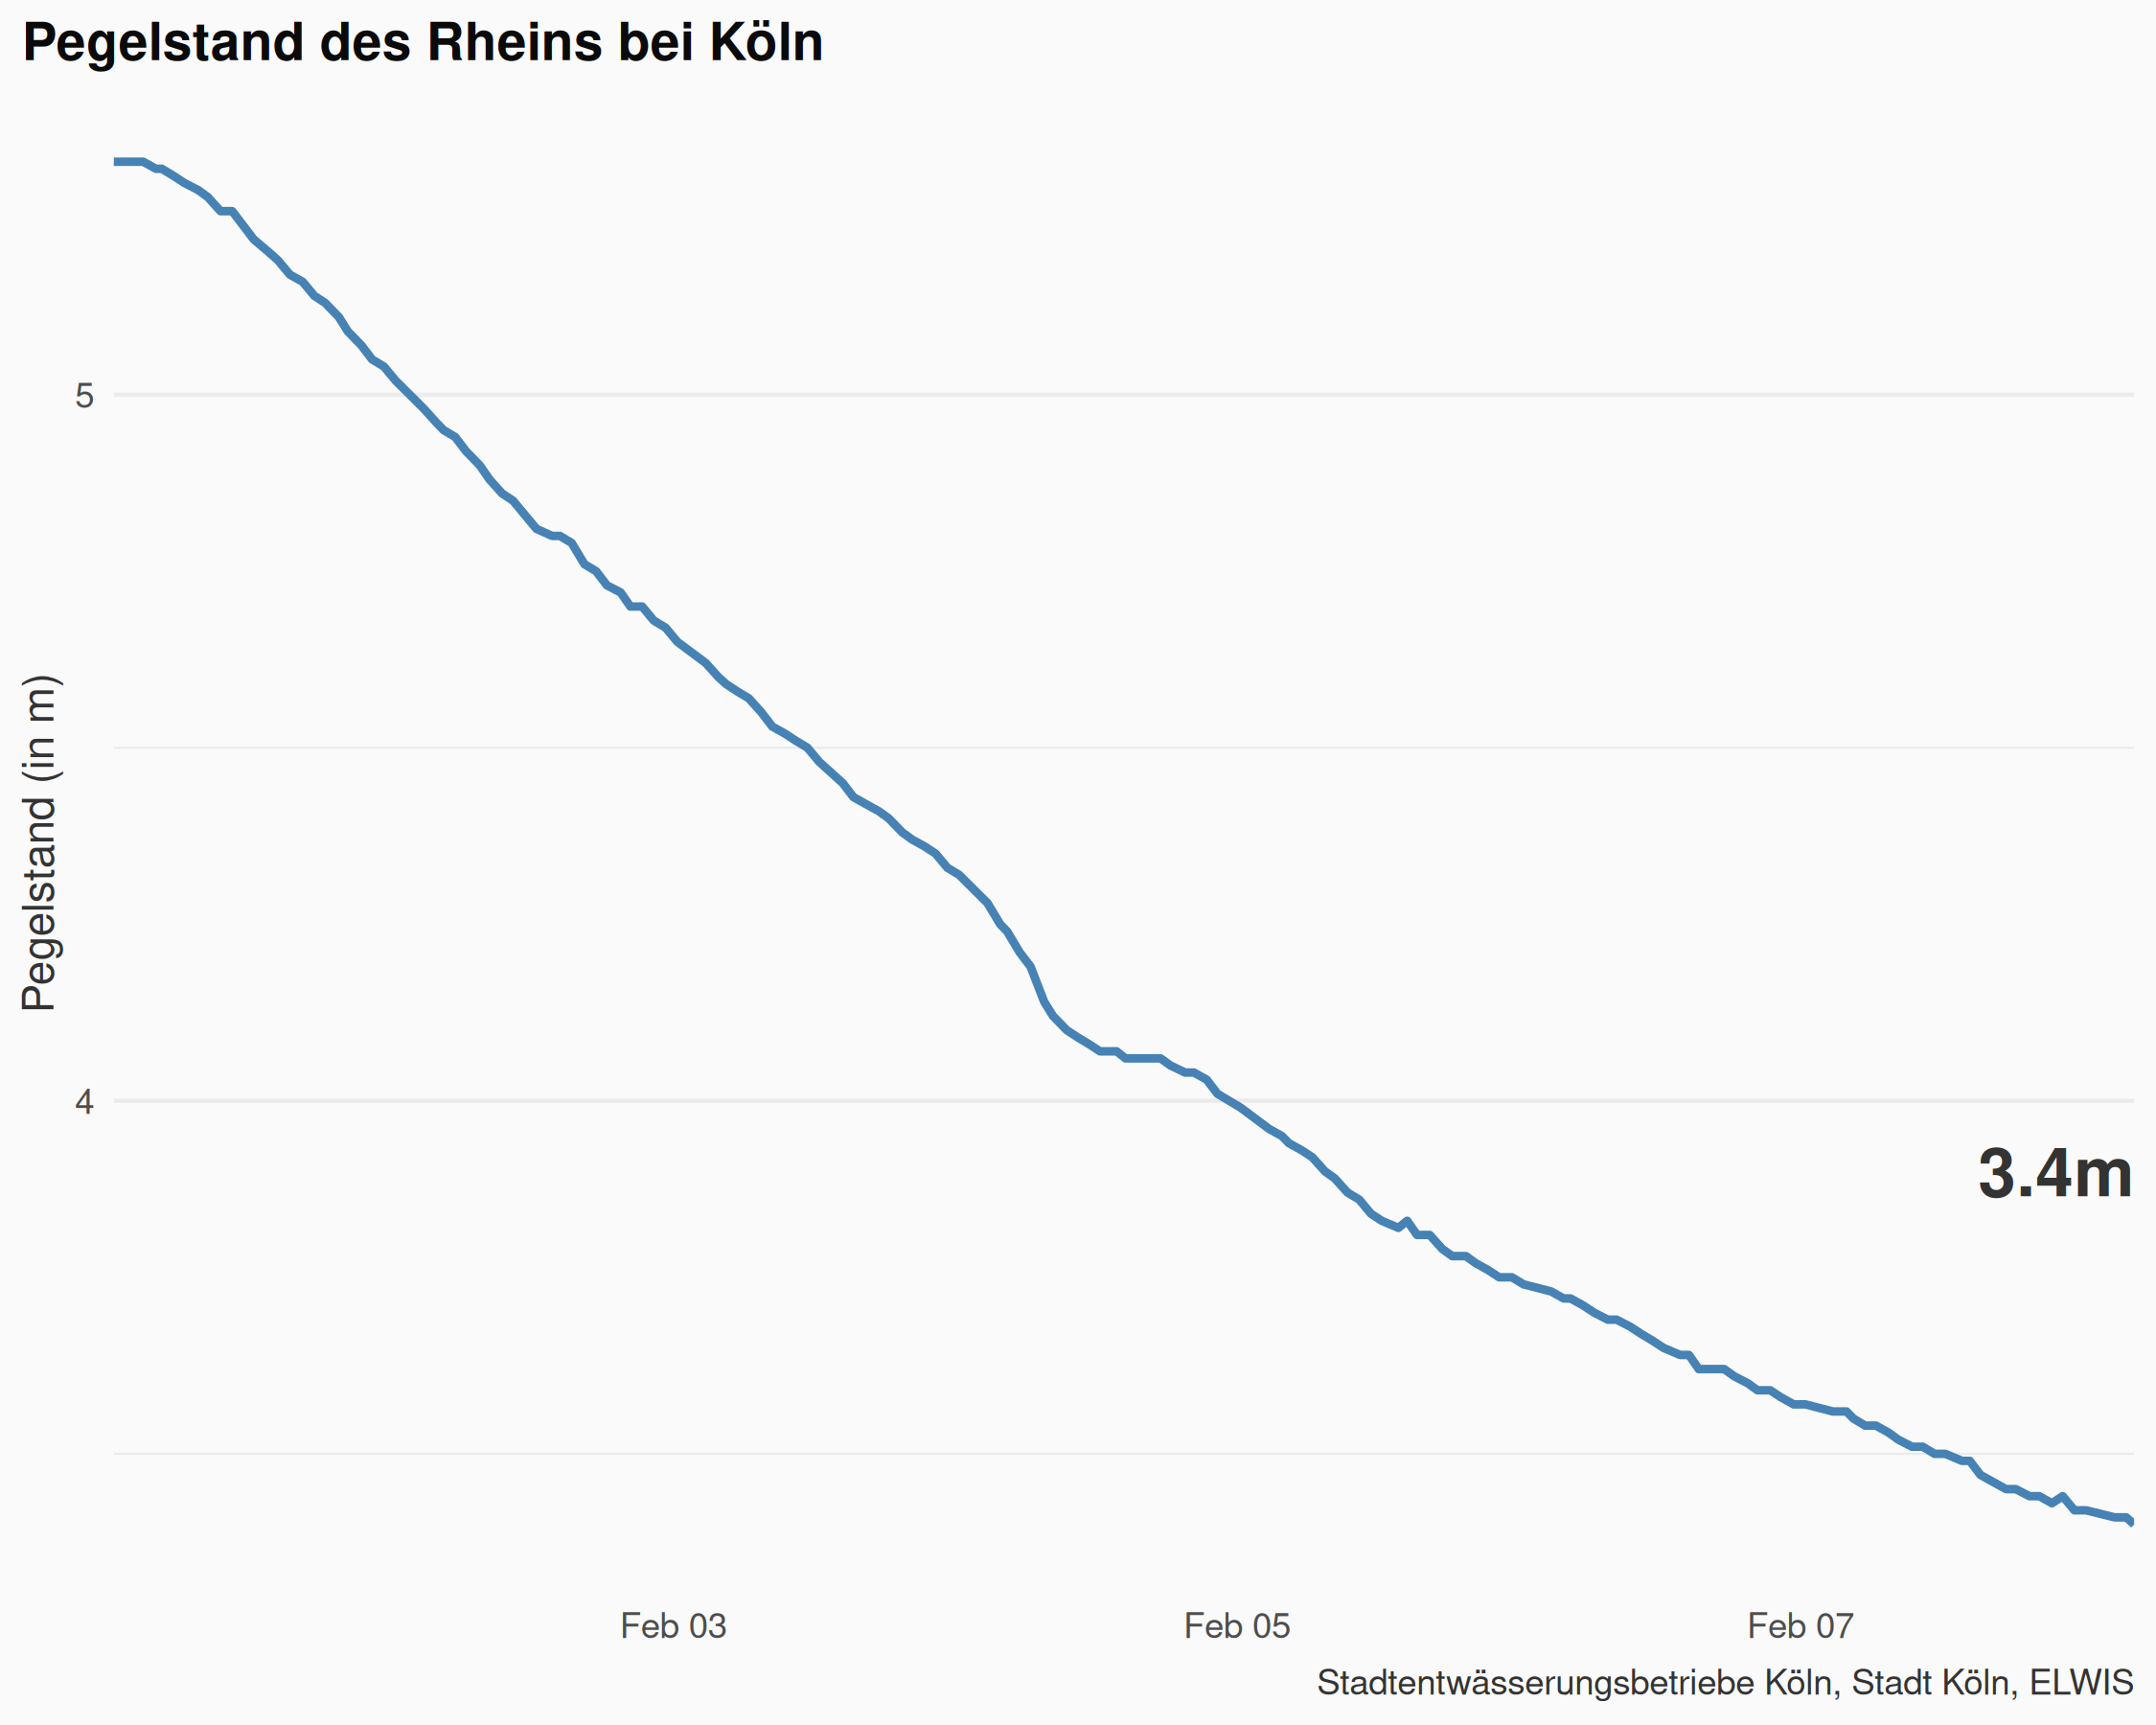 Pegelstand des Rheins bei Köln
Pegelstand (in m)
5
4
3.4m
Feb 03
Feb 05
Feb 07
Stadtentwässerungsbetriebe Köln, Stadt Köln, ELWIS